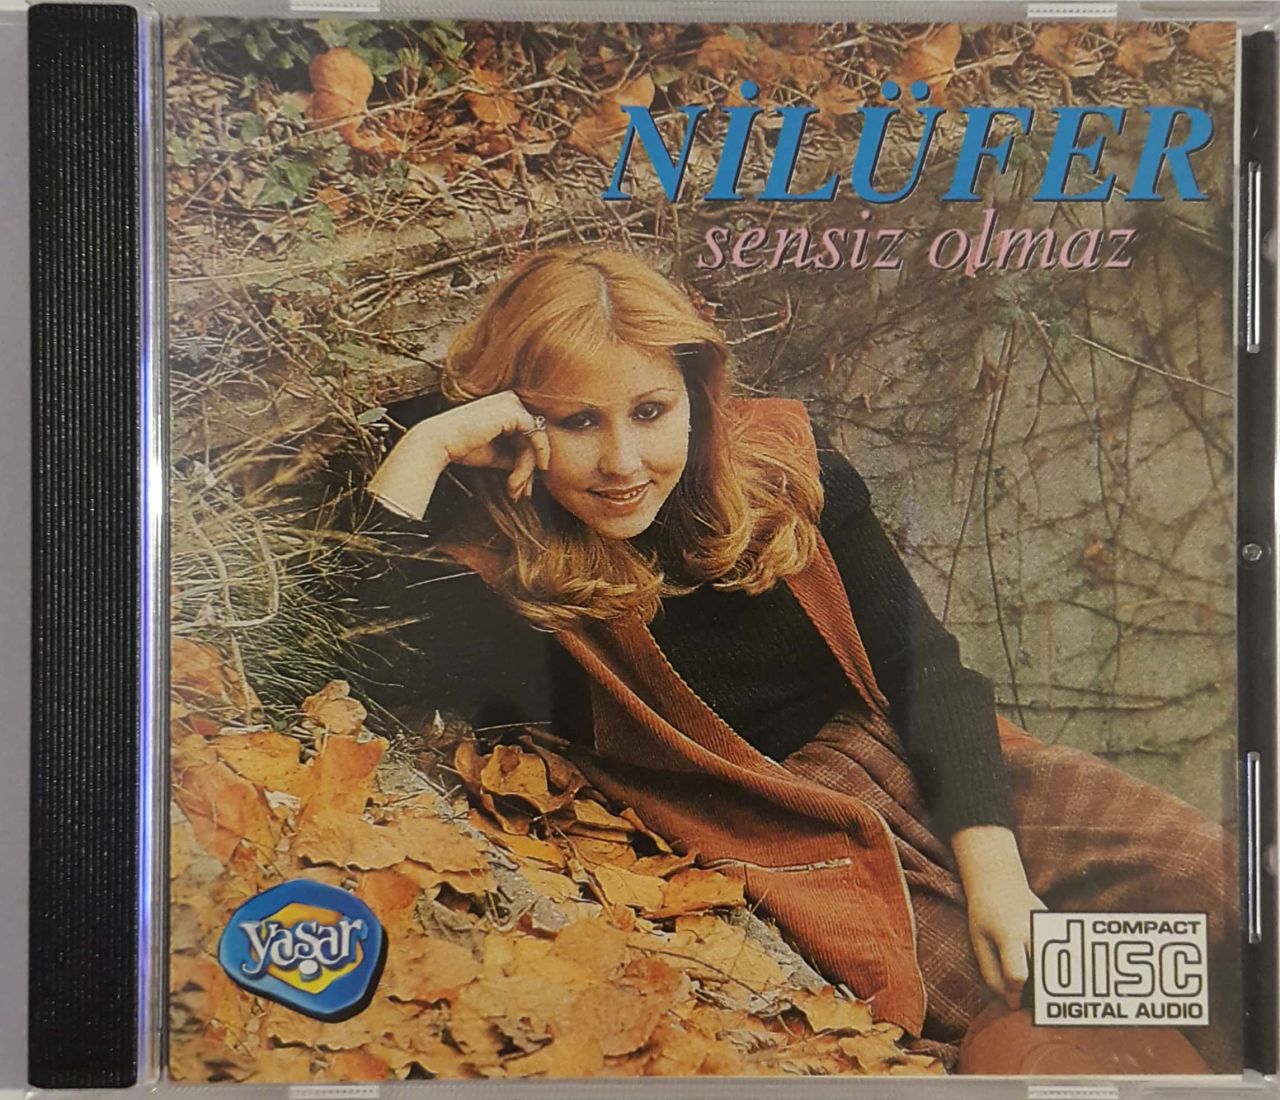 NİLÜFER
sensiz olmaz
yaşar
COMPACT
disc
DIGITAL AUDIO